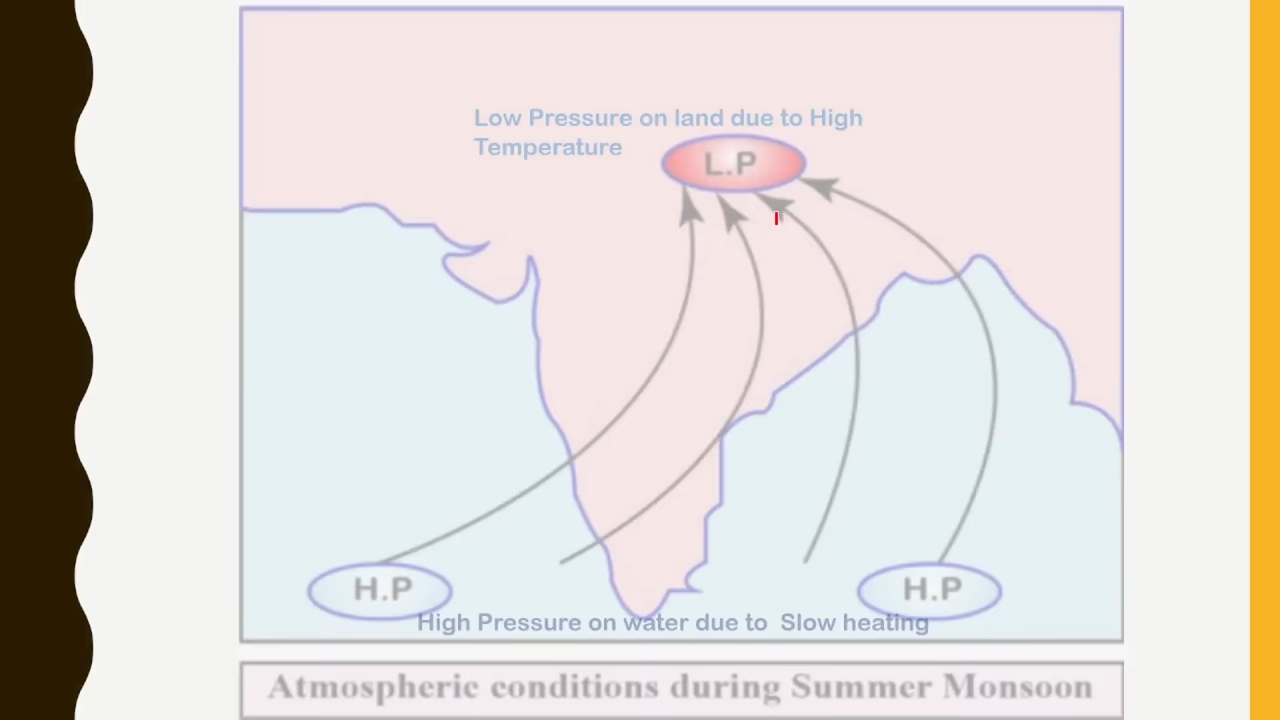 Low Pressure on land due to High
Temperature
L.P
H.P
H.P
High Pressure on water due to Slow heating
Atmospheric conditions during Summer Monsoon